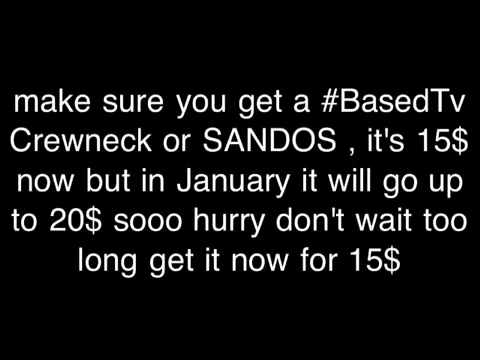 make sure you get a #BasedTv
Crewneck or SANDOS , it's 15$
now but in January it will go up
to 20$ sooo hurry don't wait too
long get it now for 15$